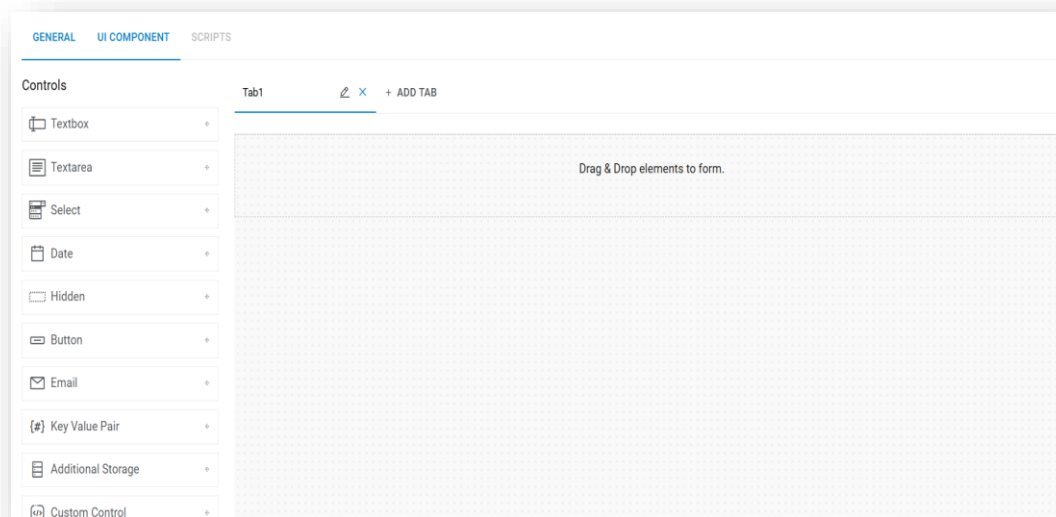 GENERAL UI COMPONENT SCRIPTS
Controls
Tab1 + ADD TAB
Textbox
Textarea
Select
Date
Hidden
Button
Email
{#} Key Value Pair
Additional Storage
Custom Control
Drag & Drop elements to form.